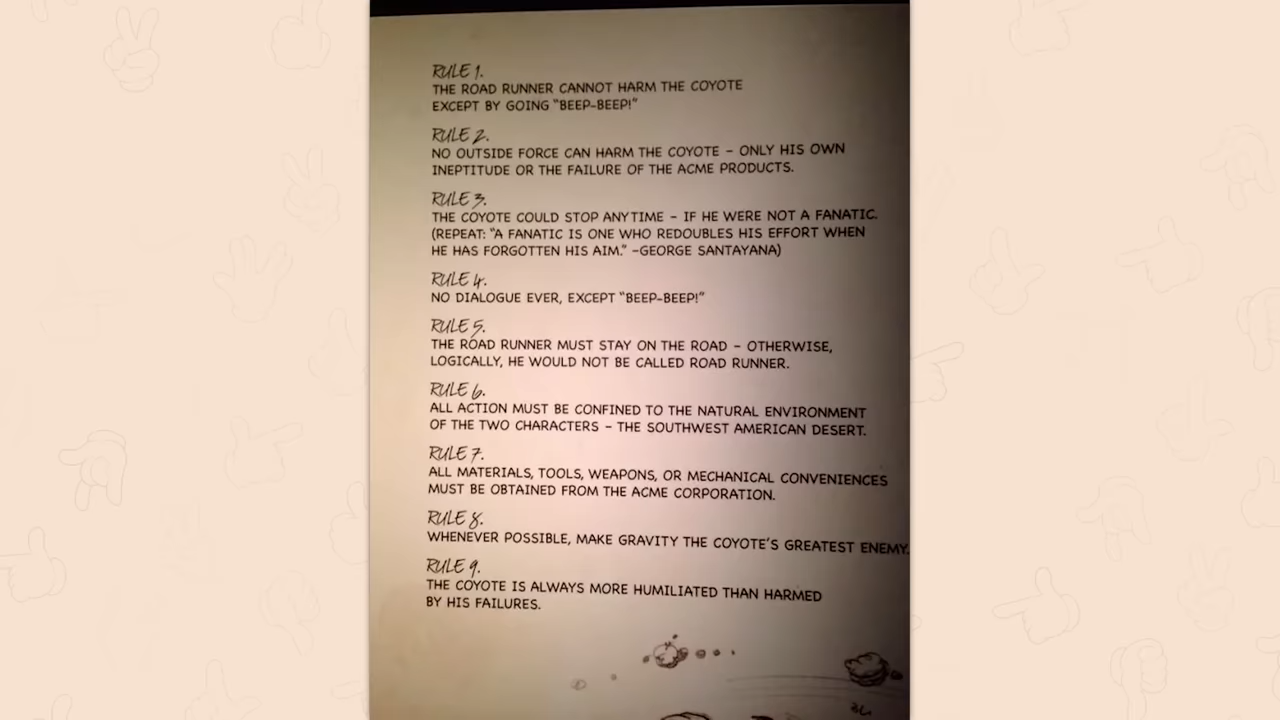 RULE 1.
THE ROAD RUNNER CANNOT HARM THE COYOTE
EXCEPT BY GOING "BEEP-BEEP!"
RULE 2.
NO OUTSIDE FORCE CAN HARM THE COYOTE – ONLY HIS OWN
INEPTITUDE OR THE FAILURE OF THE ACME PRODUCTS.
RULE 3.
THE COYOTE COULD STOP ANYTIME – IF HE WERE NOT A FANATIC.
(REPEAT: "A FANATIC IS ONE WHO REDOUBLES HIS EFFORT WHEN
HE HAS FORGOTTEN HIS AIM." –GEORGE SANTAYANA)
RULE 4.
NO DIALOGUE EVER, EXCEPT "BEEP-BEEP!"
RULE 5.
THE ROAD RUNNER MUST STAY ON THE ROAD – OTHERWISE,
LOGICALLY, HE WOULD NOT BE CALLED ROAD RUNNER.
RULE 6.
ALL ACTION MUST BE CONFINED TO THE NATURAL ENVIRONMENT
OF THE TWO CHARACTERS – THE SOUTHWEST AMERICAN DESERT.
RULE 7.
ALL MATERIALS, TOOLS, WEAPONS, OR MECHANICAL CONVENIENCES
MUST BE OBTAINED FROM THE ACME CORPORATION.
RULE 8.
WHENEVER POSSIBLE, MAKE GRAVITY THE COYOTE'S GREATEST ENEMY.
RULE 9.
THE COYOTE IS ALWAYS MORE HUMILIATED THAN HARMED
BY HIS FAILURES.